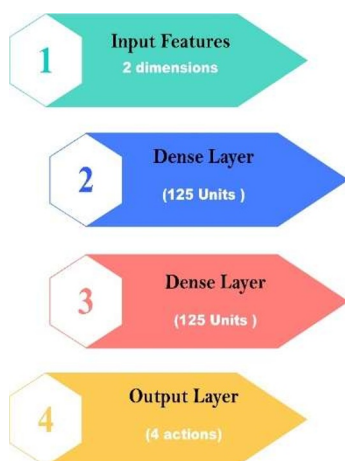 1
Input Features
2 dimensions
2
Dense Layer
(125 Units )
3
Dense Layer
(125 Units )
4
Output Layer
(4 actions)